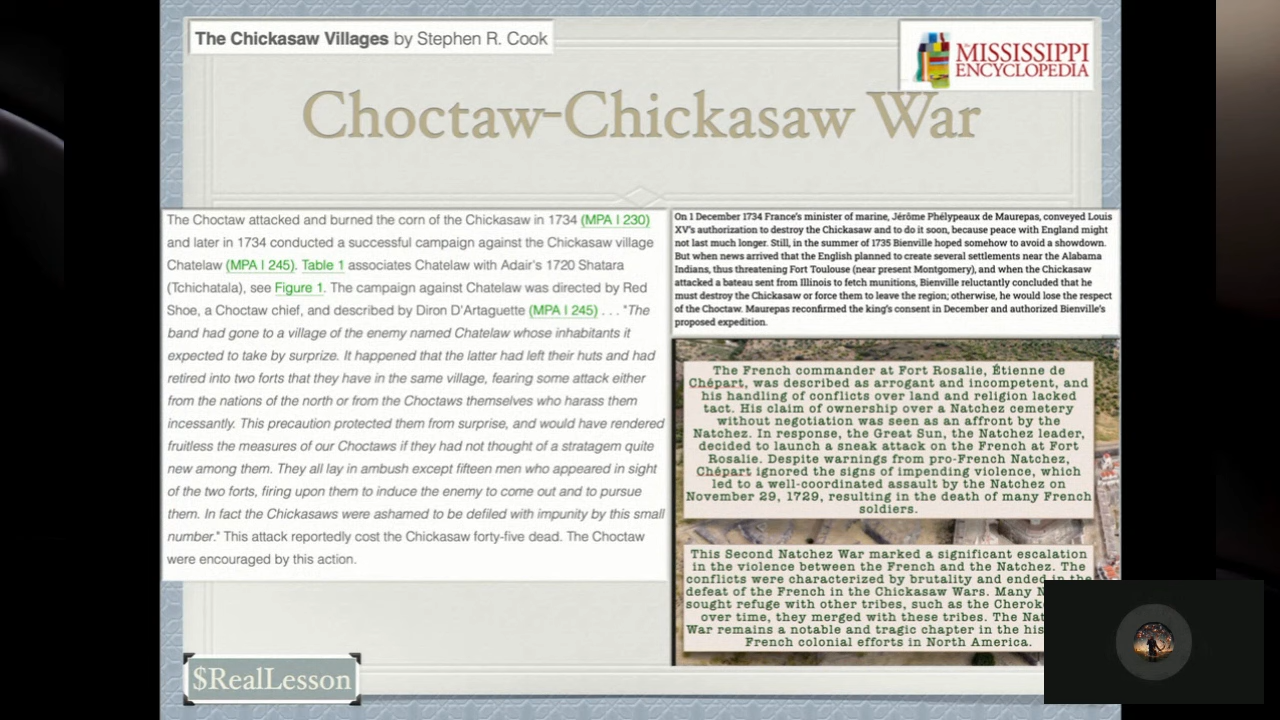 The Chickasaw Villages by Stephen R. Cook
MISSISSIPPI
ENCYCLOPEDIA
Choctaw-Chickasaw War
The Choctaw attacked and burned the corn of the Chickasaw in 1734 (MPA I 230)
and later in 1734 conducted a successful campaign against the Chickasaw village
Chatelaw (MPA I 245). Table 1 associates Chatelaw with Adair's 1720 Shatara
(Tchichatala), see Figure 1. The campaign against Chatelaw was directed by Red
Shoe, a Choctaw chief, and described by Diron D'Artaguette (MPA I 245) . . . "The
band had gone to a village of the enemy named Chatelaw whose inhabitants it
expected to take by surprize. It happened that the latter had left their huts and had
retired into two forts that they have in the same village, fearing some attack either
from the nations of the north or from the Choctaws themselves who harass them
incessantly. This precaution protected them from surprise, and would have rendered
fruitless the measures of our Choctaws if they had not thought of a stratagem quite
new among them. They all lay in ambush except fifteen men who appeared in sight
of the two forts, firing upon them to induce the enemy to come out and to pursue
them. In fact the Chickasaws were ashamed to be defiled with impunity by this small
number." This attack reportedly cost the Chickasaw forty-five dead. The Choctaw
were encouraged by this action.
On 1 December 1734 France's minister of marine, Jérôme Phélypeaux de Maurepas, conveyed Louis
XV's authorization to destroy the Chickasaw and to do it soon, because peace with England might
not last much longer. Still, in the summer of 1735 Bienville hoped somehow to avoid a showdown.
But when news arrived that the English planned to create several settlements near the Alabama
Indians, thus threatening Fort Toulouse (near present Montgomery), and when the Chickasaw
attacked a bateau sent from Illinois to fetch munitions, Bienville reluctantly concluded that he
must destroy the Chickasaw or force them to leave the region; otherwise, he would lose the respect
of the Choctaw. Maurepas reconfirmed the king's consent in December and authorized Bienville's
proposed expedition.
The French commander at Fort Rosalie, Étienne de
Chépart, was described as arrogant and incompetent, and
his handling of conflicts over land and religion lacked
tact. His claim of ownership over a Natchez cemetery
without negotiation was seen as an affront by the
Natchez. In response, the Great Sun, the Natchez leader,
decided to launch a sneak attack on the French at Fort
Rosalie. Despite warnings from pro-French Natchez,
Chépart ignored the signs of impending violence, which
led to a well-coordinated assault by the Natchez on
November 29, 1729, resulting in the death of many French
soldiers.
This Second Natchez War marked a significant escalation
in the violence between the French and the Natchez. The
conflicts were characterized by brutality and ended in the
defeat of the French in the Chickasaw Wars. Many N
sought refuge with other tribes, such as the Cherok
over time, they merged with these tribes. The Nat
War remains a notable and tragic chapter in the his
French colonial efforts in North America.
$RealLesson